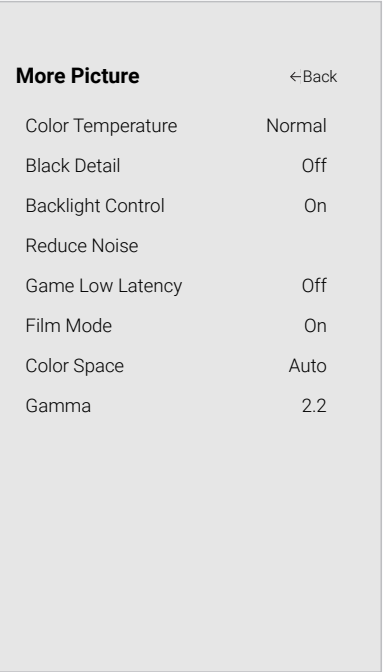 More Picture ←Back
Color Temperature Normal
Black Detail Off
Backlight Control On
Reduce Noise
Game Low Latency Off
Film Mode On
Color Space Auto
Gamma 2.2